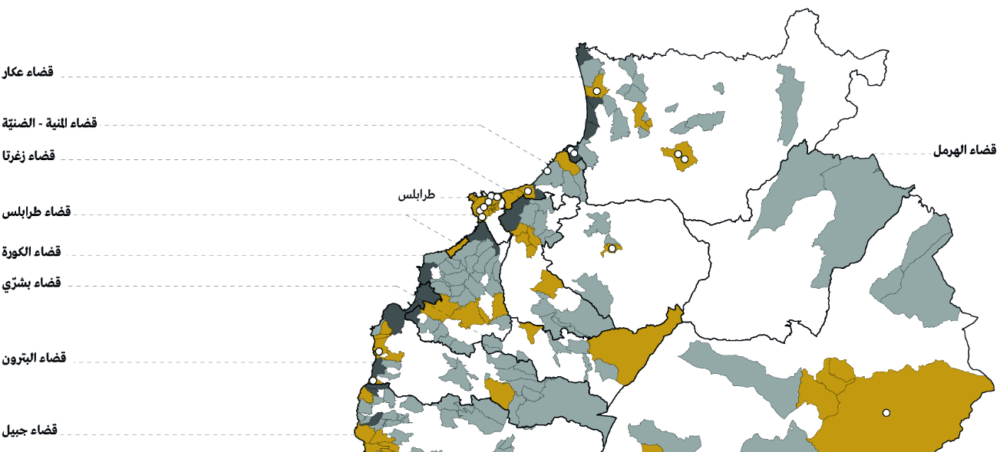 قضاء عكار
قضاء المنية - الضنيّة
قضاء زغرتا
قضاء الهرمل
طرابلس
قضاء طرابلس
قضاء الكورة
قضاء بشرّي
قضاء البترون
قضاء جبيل